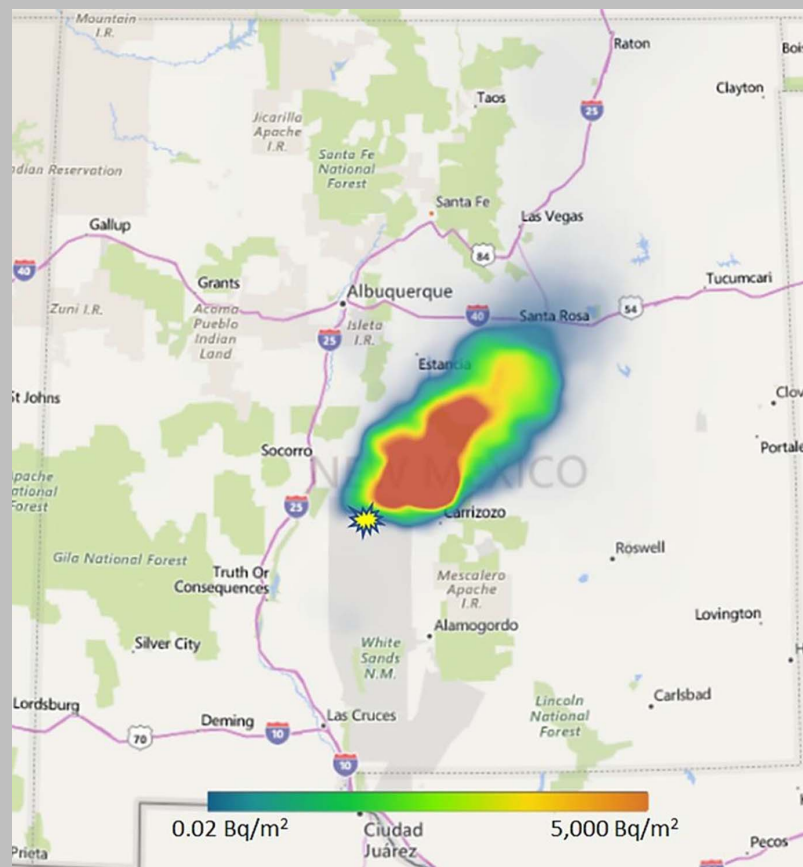 Mountain
I.R.
Raton
Bois
Clayton
25
Taos
Jicarilla
Apache
I.R.
Santa Fe
National
Forest
ndian Reservation
Santa Fe
Las Vegas
Gallup
84
40
Grants
Tucumcari
Albuquerque
Zuni I.R.
Acoma
Pueblo
Indian
Land
Isleta
I.R.
40
Santa Rosa
54
25
Estancia
St Johns
Clov
Socorro
Portale
NEW MEXICO
Apache
ational
Forest
25
Carrizozo
Gila National Forest
Roswell
Truth Or
Consequences
Mescalero
Apache
I.R.
Alamogordo
Lovington
Silver City
White
Sands
N.M.
H
Lordsburg
Carlsbad
Las Cruces
Lincoln
National
Forest
70
Deming
10
10
0.02 Bq/m²
5,000 Bq/m²
Ciudad
Juárez
Prieta
Pecos